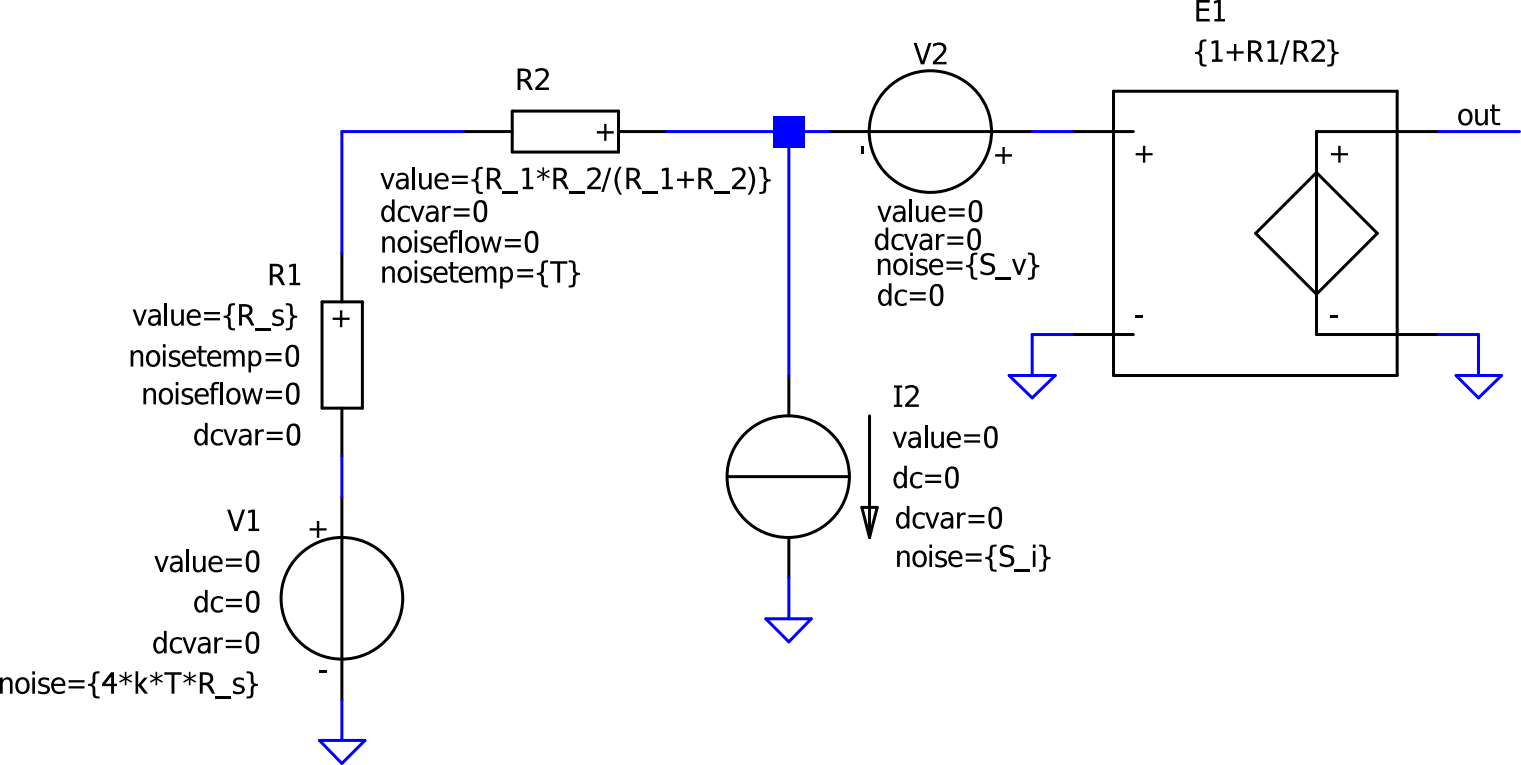 E1
{1+R1/R2}
V2
R2
out
+
-
+
+
+
value={R_1*R_2/(R_1+R_2)}
dcvar=0
noiseflow=0
noisetemp={T}
value=0
dcvar=0
noise={S_v}
dc=0
R1
value={R_s}
noisetemp=0
noiseflow=0
dcvar=0
+
-
-
I2
value=0
dc=0
dcvar=0
noise={S_i}
V1
value=0
dc=0
dcvar=0
noise={4*k*T*R_s}
+
-